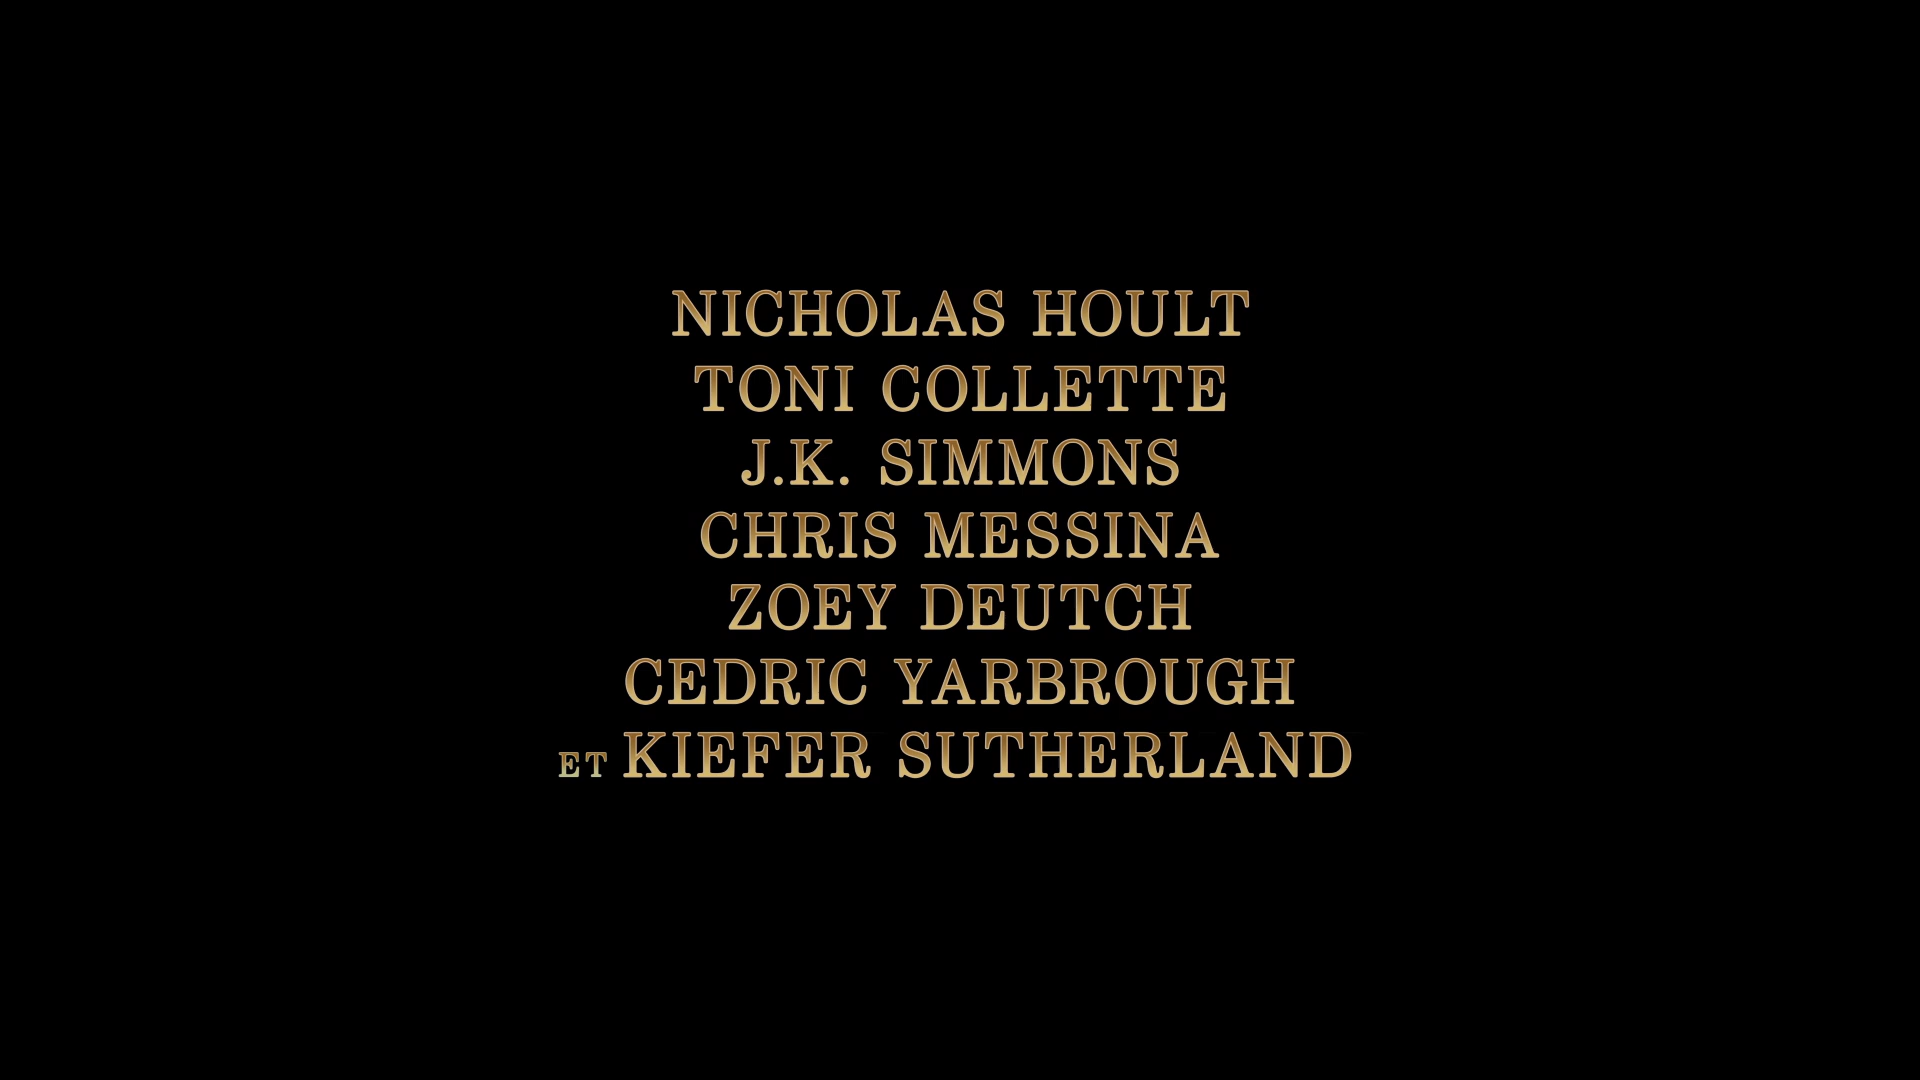 NICHOLAS HOULT
TONI COLLETTE
J.K. SIMMONS
CHRIS MESSINA
ZOEY DEUTCH
CEDRIC YARBROUGH
ET KIEFER SUTHERLAND